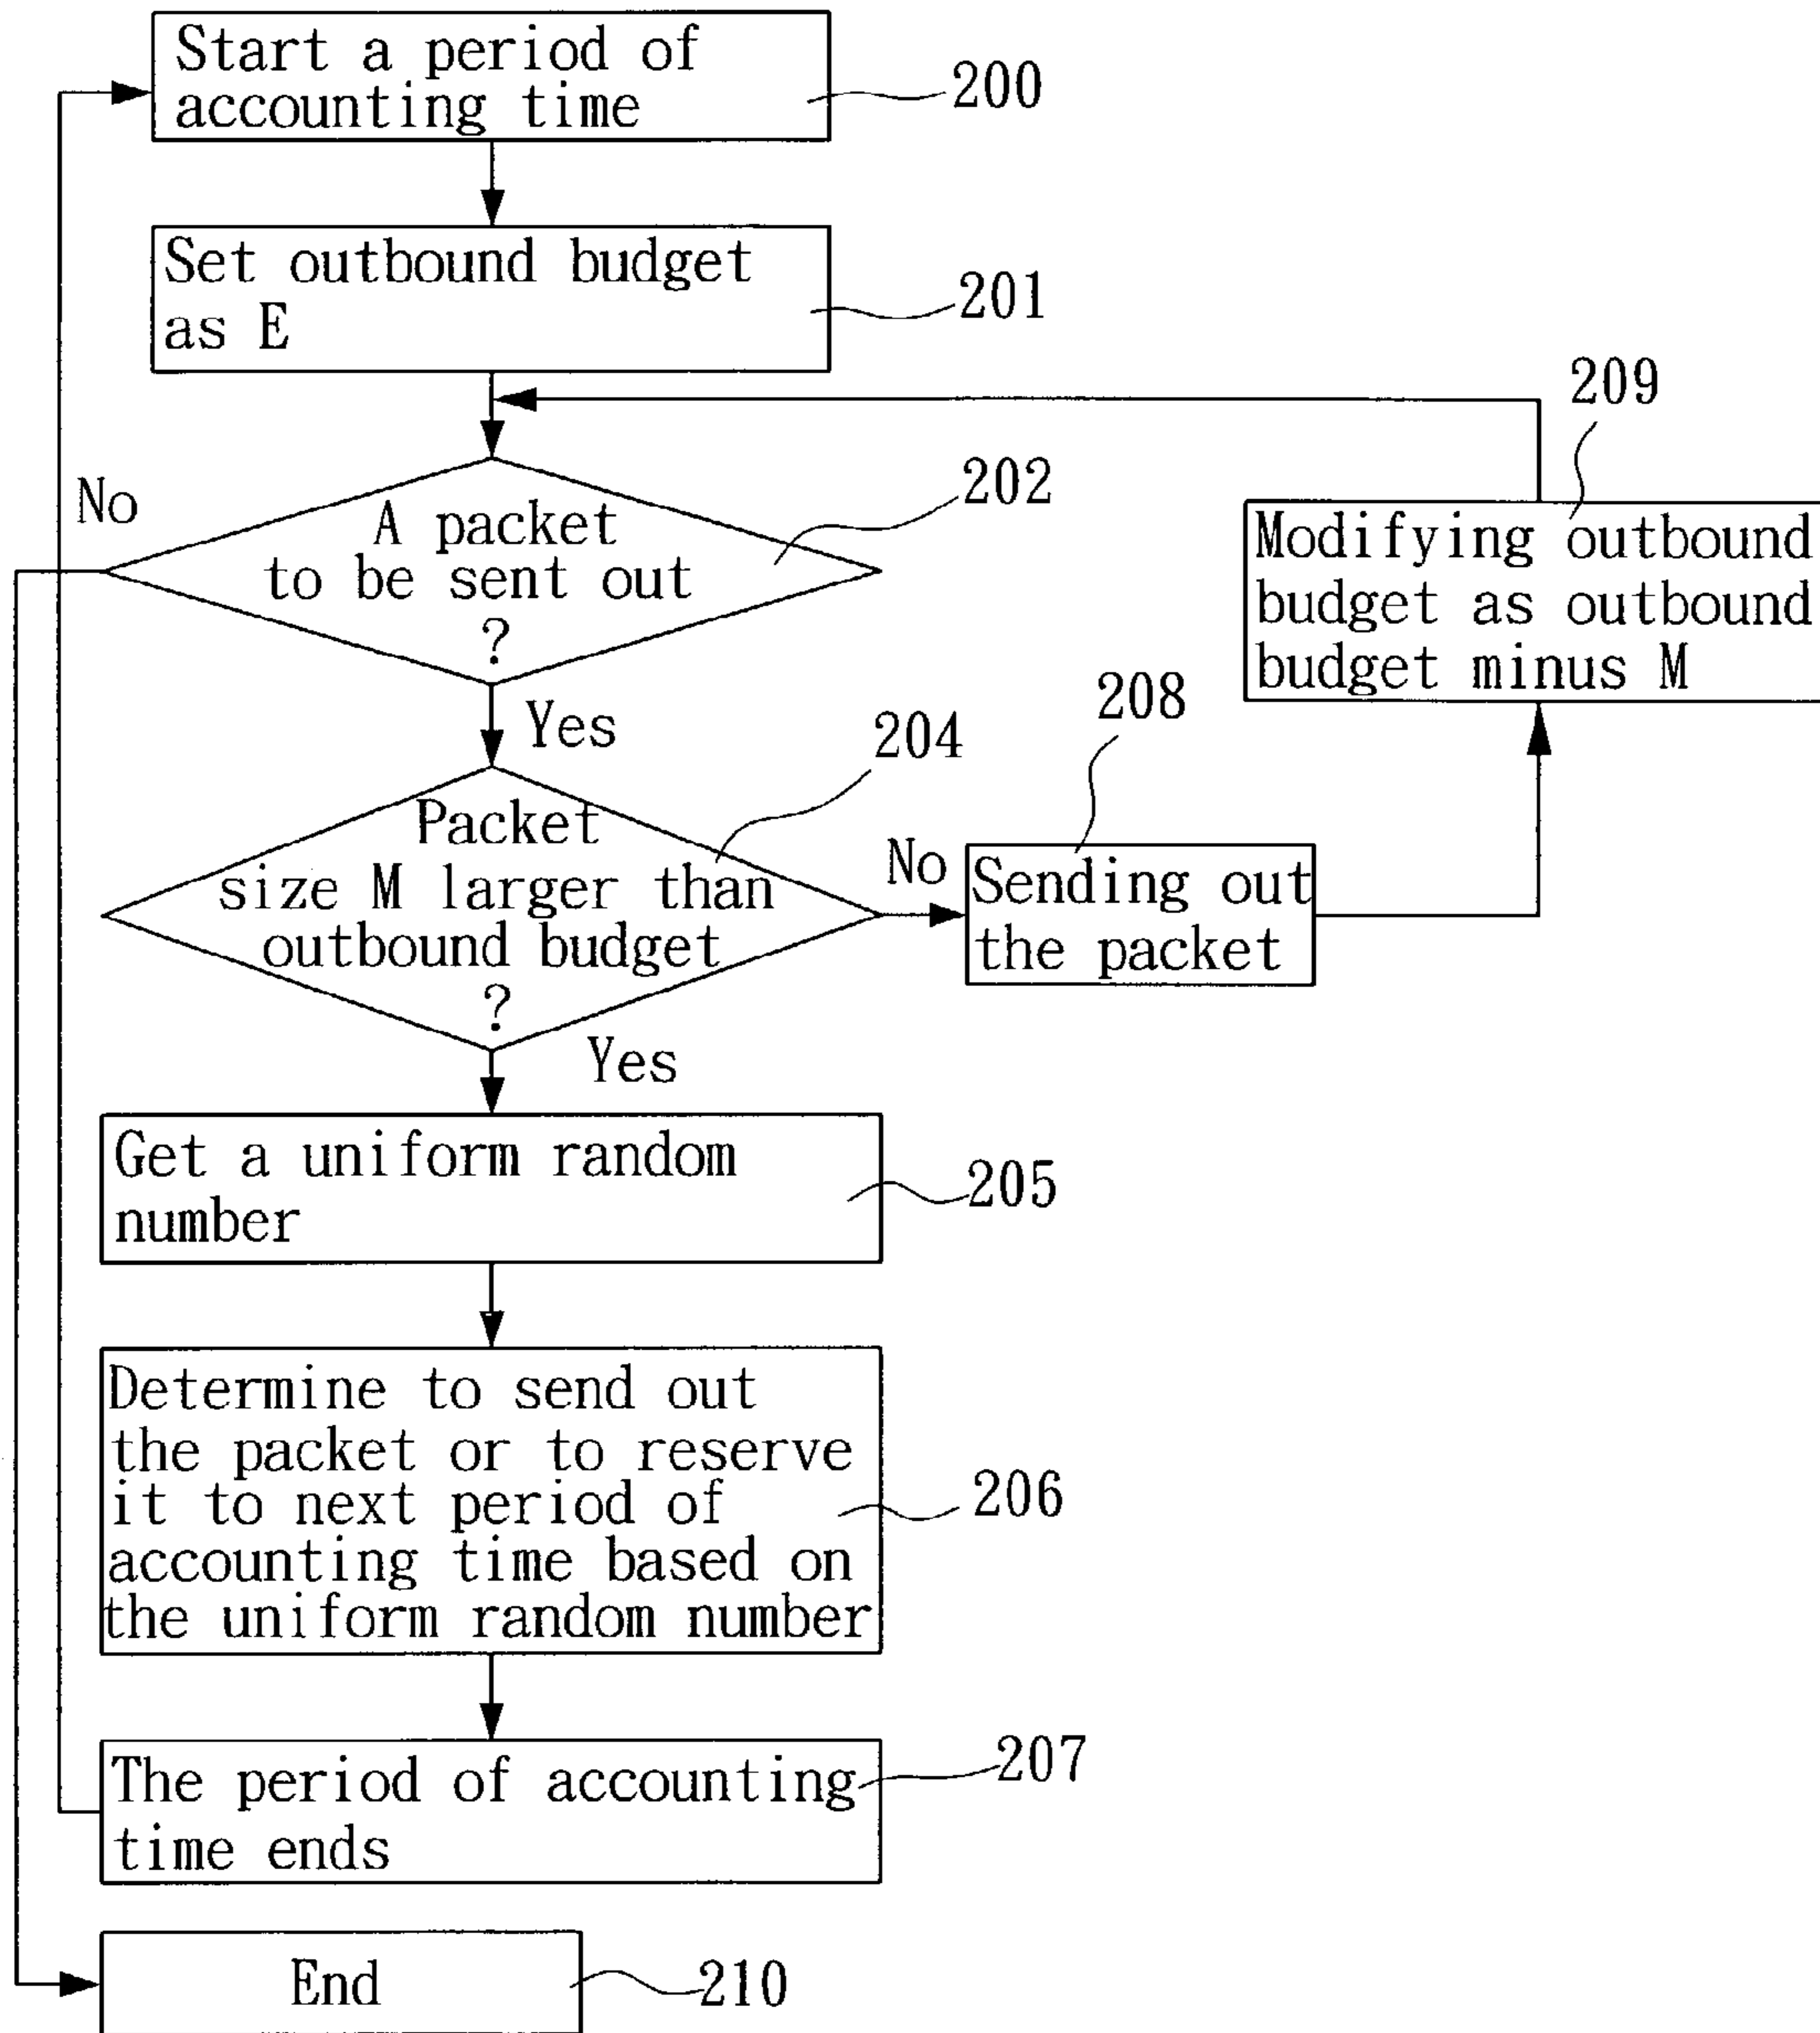 Start a period of
accounting time
200
Set outbound budget
as E
201
209
No
A packet
to be sent out
?
202
Modifying outbound
budget as outbound
budget minus M
Yes
204
208
Packet
size M larger than
outbound budget
?
No
Sending out
the packet
Yes
Get a uniform random
number
205
Determine to send out
the packet or to reserve
it to next period of
accounting time based on
the uniform random number
206
The period of accounting
time ends
207
End
210